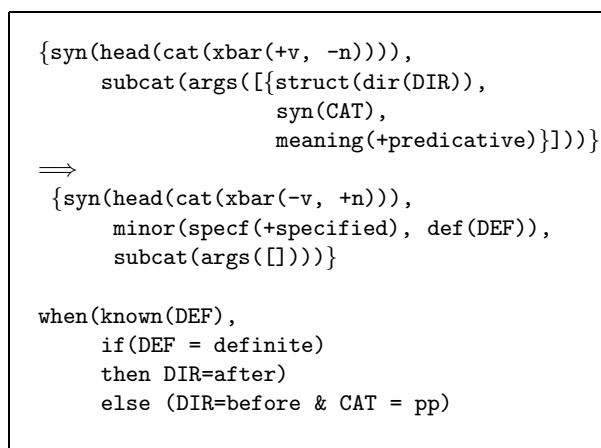 {syn(head(cat(xbar(+v, -n)))),
subcat(args([{struct(dir(DIR)),
syn(CAT),
meaning(+predicative)}]))}
⟹
{syn(head(cat(xbar(-v, +n))),
minor(specf(+specified), def(DEF)),
subcat(args([])))}
when(known(DEF),
if(DEF = definite)
then DIR=after)
else (DIR=before & CAT = pp)